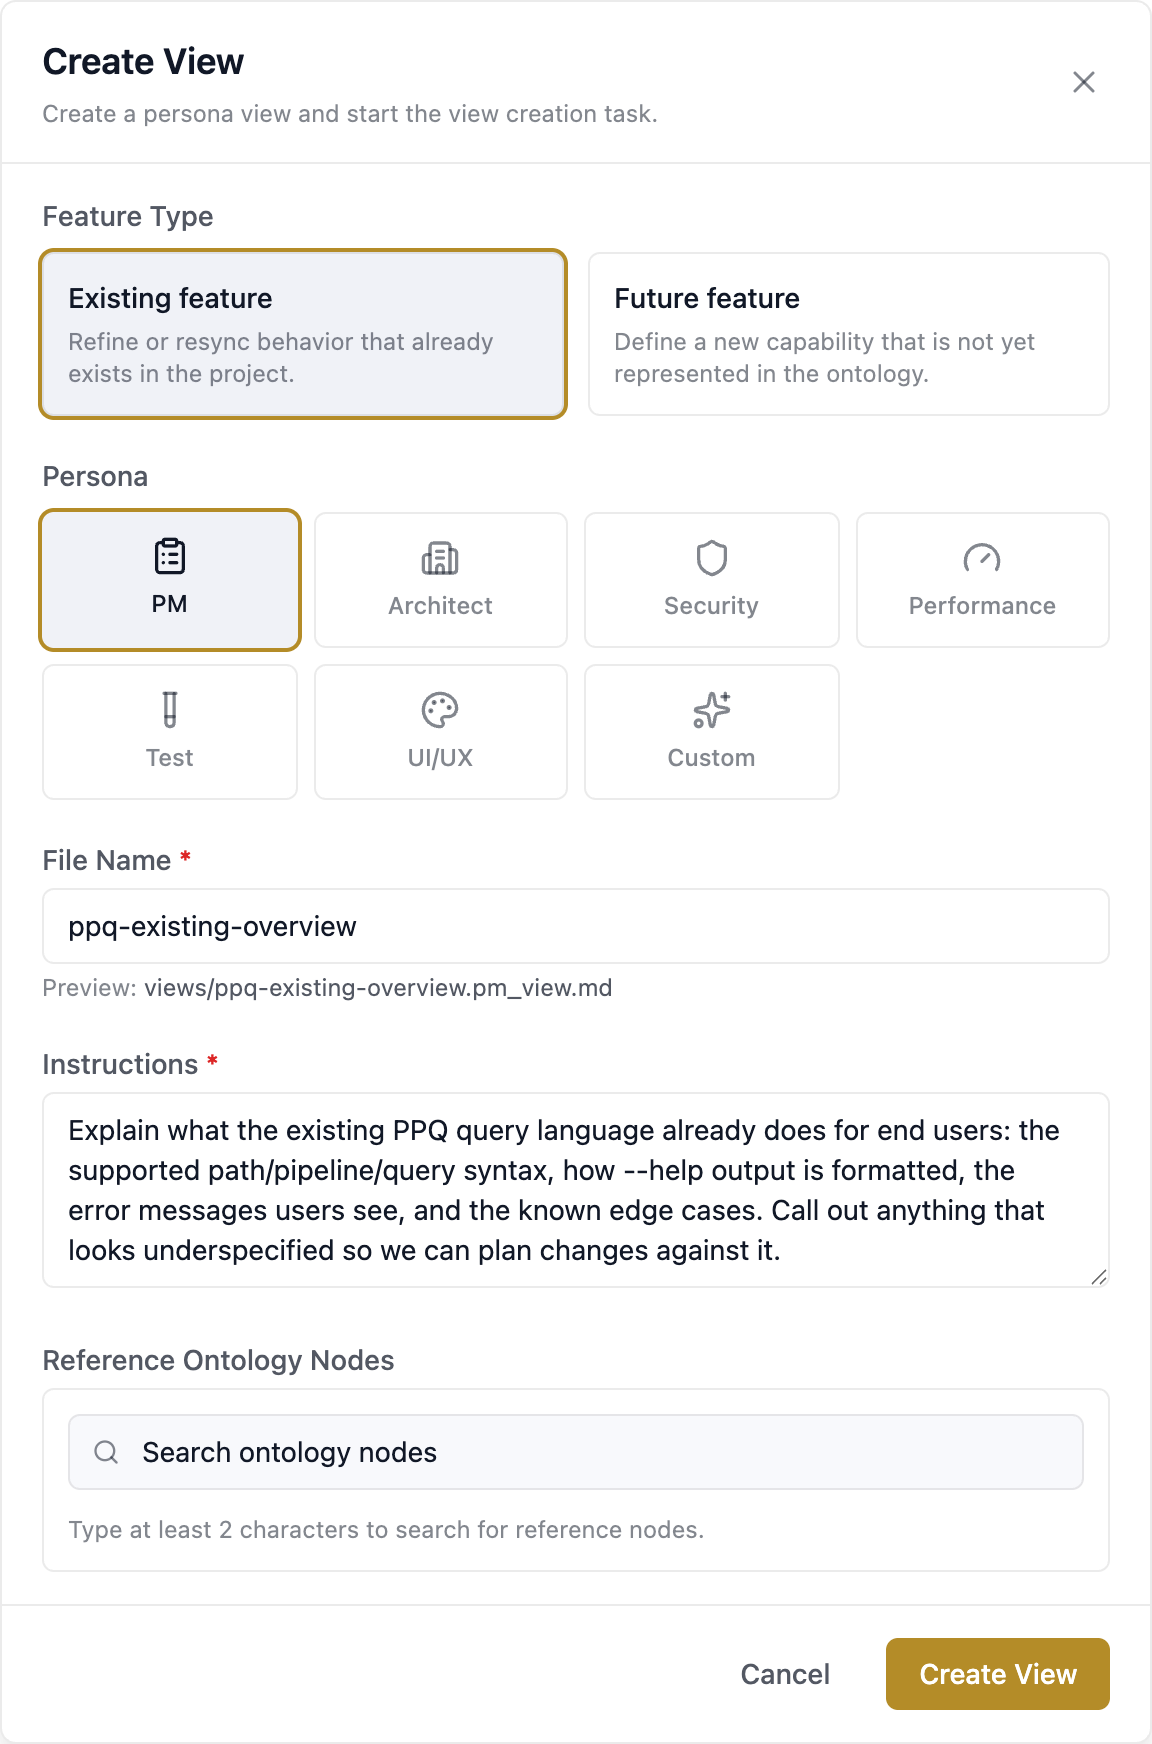 Create View
Create a persona view and start the view creation task.
Feature Type
Existing feature
Refine or resync behavior that already
exists in the project.
Future feature
Define a new capability that is not yet
represented in the ontology.
Persona
PM
Architect
Security
Performance
Test
UI/UX
Custom
File Name *
ppq-existing-overview
Preview: views/ppq-existing-overview.pm_view.md
Instructions *
Explain what the existing PPQ query language already does for end users: the
supported path/pipeline/query syntax, how --help output is formatted, the
error messages users see, and the known edge cases. Call out anything that
looks underspecified so we can plan changes against it.
Reference Ontology Nodes
Search ontology nodes
Type at least 2 characters to search for reference nodes.
Cancel
Create View